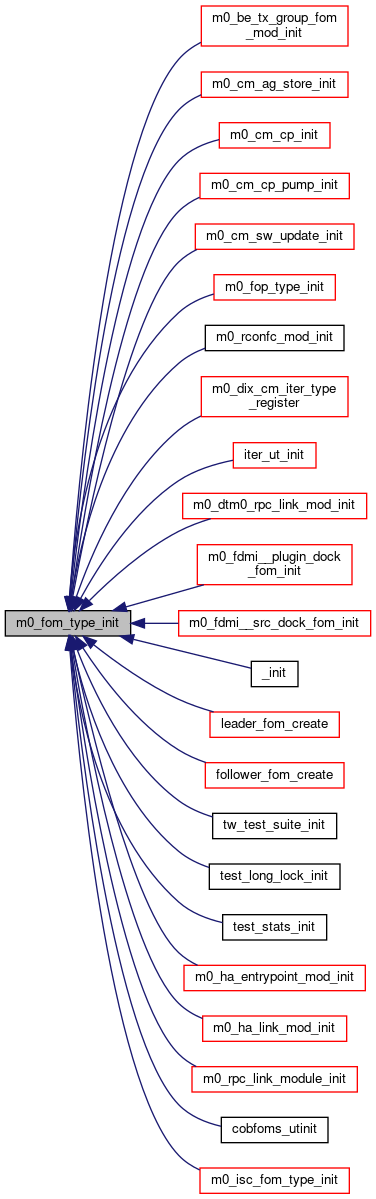 m0_be_tx_group_fom
_mod_init
m0_cm_ag_store_init
m0_cm_cp_init
m0_cm_cp_pump_init
m0_cm_sw_update_init
m0_fop_type_init
m0_rconfc_mod_init
m0_dix_cm_iter_type
_register
iter_ut_init
m0_dtm0_rpc_link_mod_init
m0_fdmi__plugin_dock
_fom_init
m0_fom_type_init
m0_fdmi__src_dock_fom_init
_init
leader_fom_create
follower_fom_create
tw_test_suite_init
test_long_lock_init
test_stats_init
m0_ha_entrypoint_mod_init
m0_ha_link_mod_init
m0_rpc_link_module_init
cobfoms_utinit
m0_isc_fom_type_init